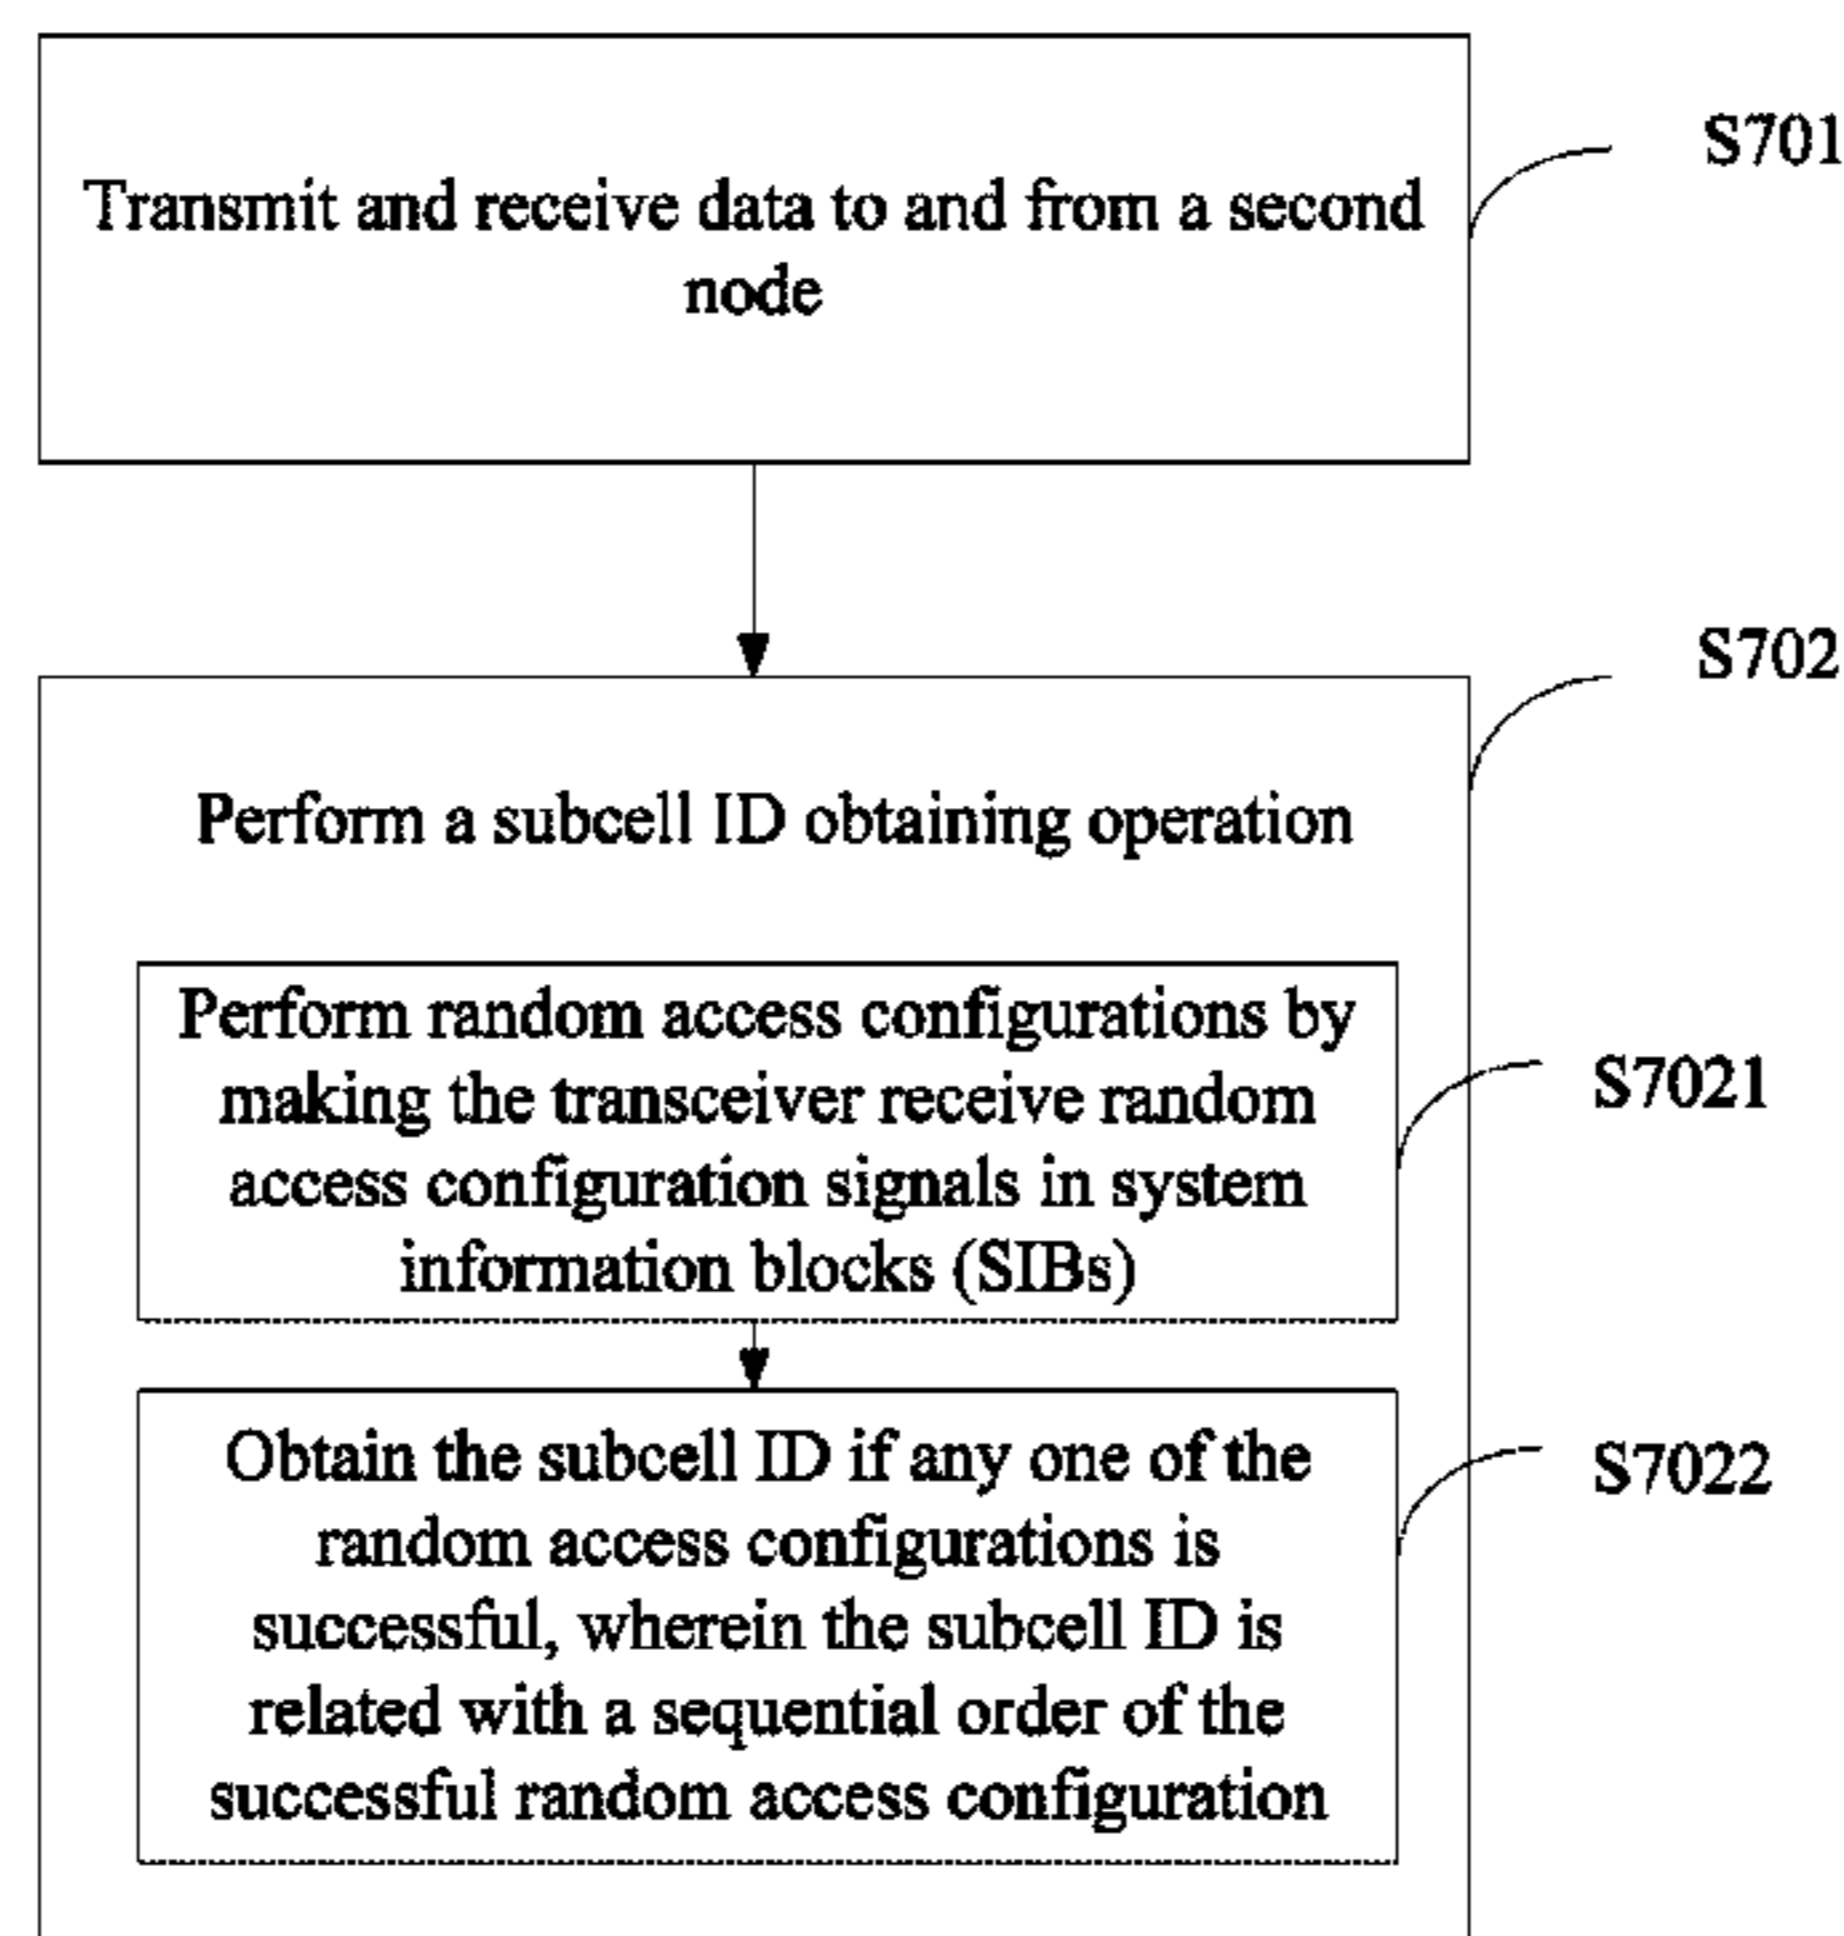 S701
Transmit and receive data to and from a second
node
S702
Perform a subcell ID obtaining operation
Perform random access configurations by
making the transceiver receive random
access configuration signals in system
information blocks (SIBs)
S7021
Obtain the subcell ID if any one of the
random access configurations is
successful, wherein the subcell ID is
related with a sequential order of the
successful random access configuration
S7022